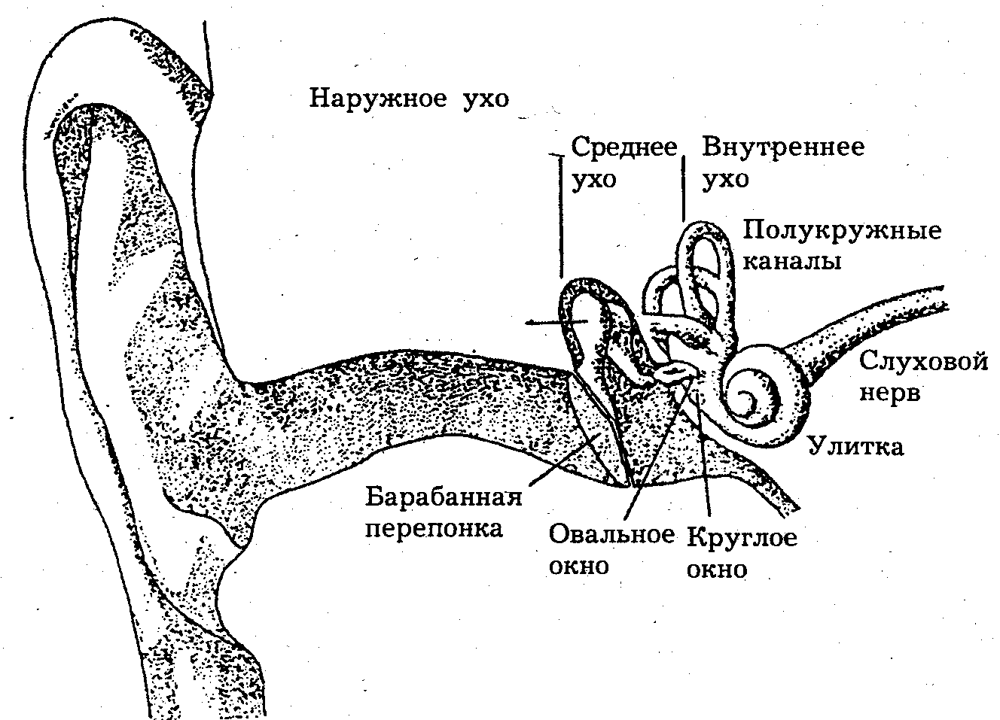 Наружное ухо
Среднее
ухо
Внутреннее
ухо
Полукружные
каналы
Слуховой
нерв
Улитка
Барабанная
перепонка
Овальное
окно
Круглое
окно